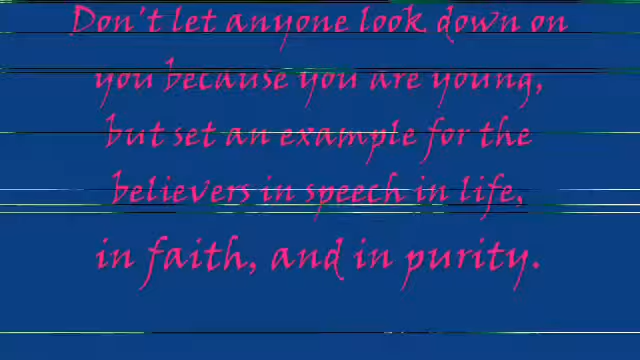 Don't let anyone look down on
you because you are young,
but set an example for the
believers in speech in life,
in faith, and in purity.